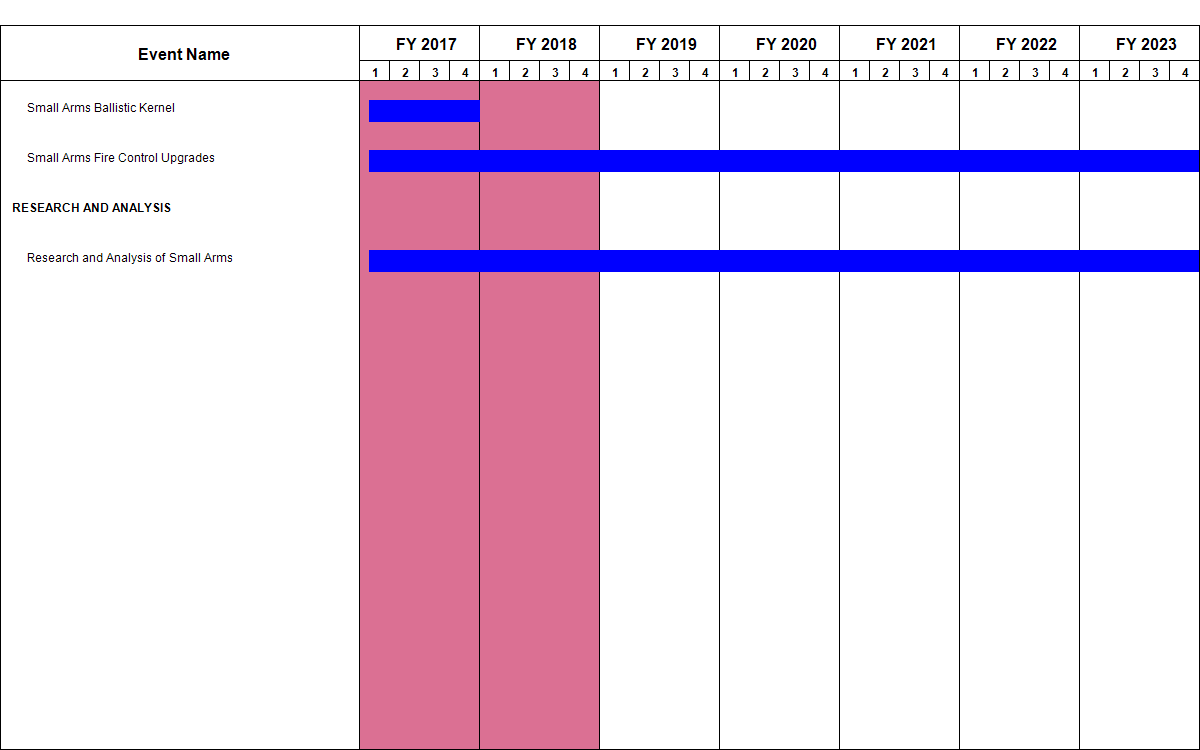 Event Name
FY 2017 FY 2018 FY 2019 FY 2020 FY 2021 FY 2022 FY 2023
1 2 3 4 1 2 3 4 1 2 3 4 1 2 3 4 1 2 3 4 1 2 3 4 1 2 3 4
Small Arms Ballistic Kernel
Small Arms Fire Control Upgrades
RESEARCH AND ANALYSIS
Research and Analysis of Small Arms